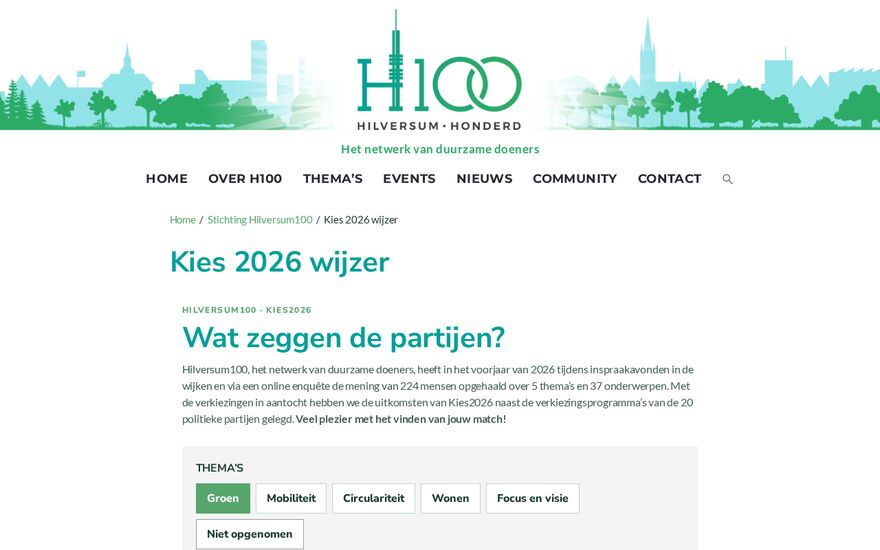 H100
HILVERSUM · HONDERD
Het netwerk van duurzame doeners
HOME OVER H100 THEMA'S EVENTS NIEUWS COMMUNITY CONTACT
Home / Stichting Hilversum100 / Kies 2026 wijzer
Kies 2026 wijzer
HILVERSUM100 - KIES2026
Wat zeggen de partijen?
Hilversum100, het netwerk van duurzame doeners, heeft in het voorjaar van 2026 tijdens inspraakavonden in de
wijken en via een online enquête de mening van 224 mensen opgehaald over 5 thema's en 37 onderwerpen. Met
de verkiezingen in aantocht hebben we de uitkomsten van Kies2026 naast de verkiezingsprogramma's van de 20
politieke partijen gelegd. Veel plezier met het vinden van jouw match!
THEMA'S
Groen Mobiliteit Circulariteit Wonen Focus en visie
Niet opgenomen